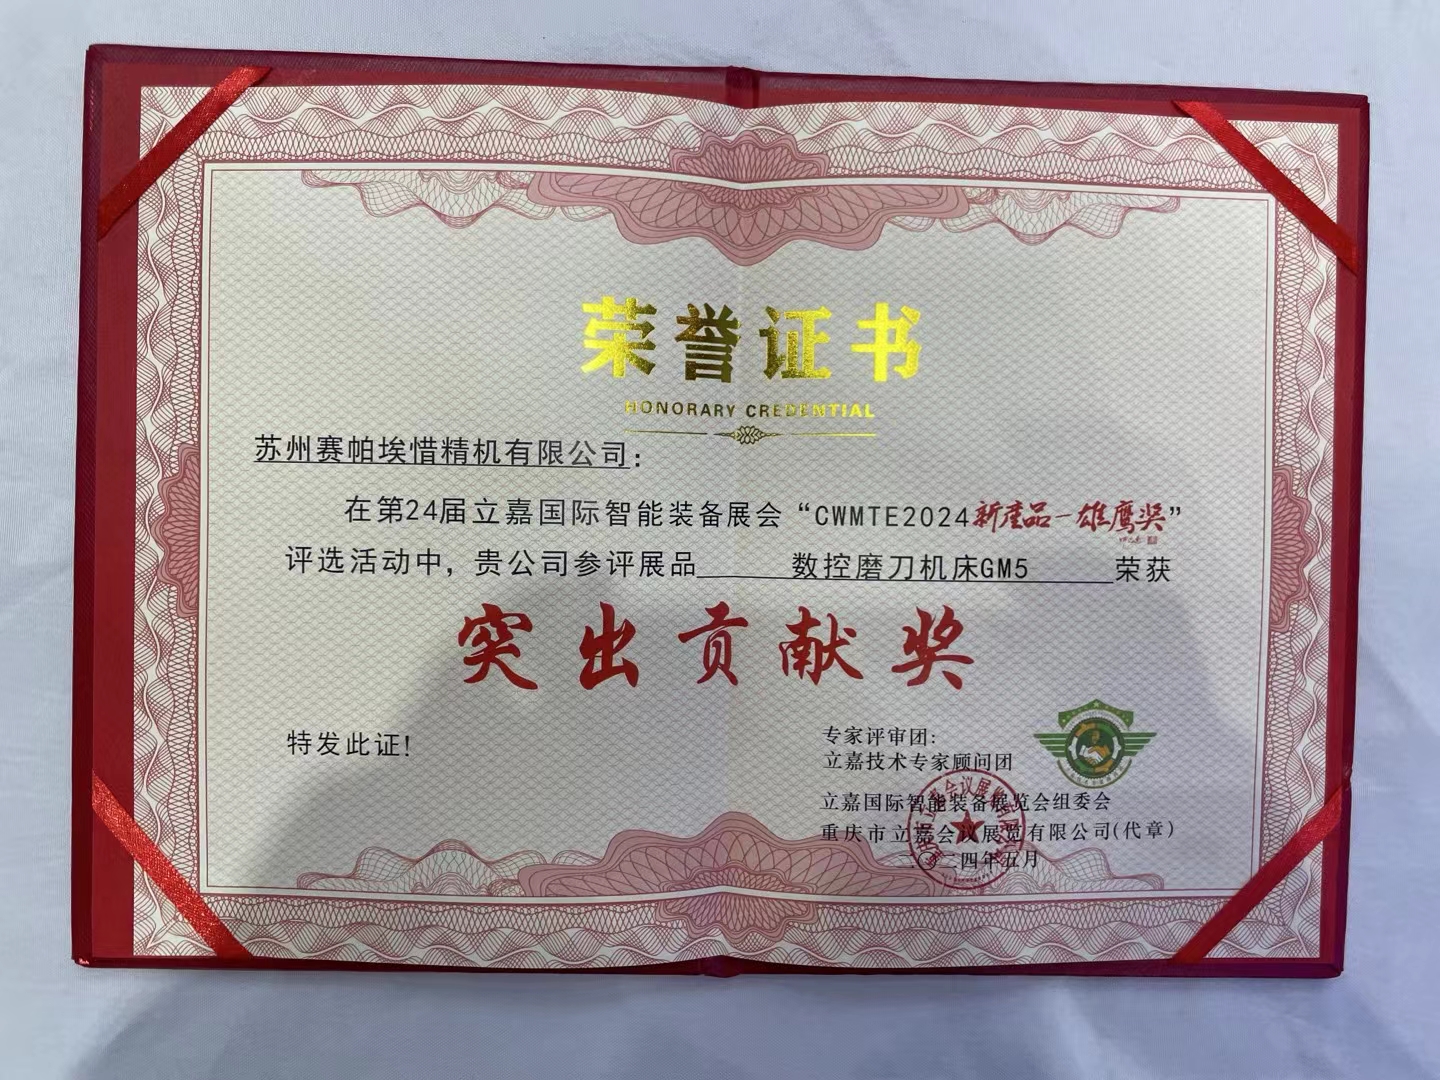 荣誉证书
HONORARY CREDENTIAL
苏州赛帕埃惜精机有限公司：
在第24届立嘉国际智能装备展会“CWMTE2024新产品—雄鹰奖”
评选活动中，贵公司参评展品 数控磨刀机床GM5 荣获
突出贡献奖
特发此证！
专家评审团：
立嘉技术专家顾问团
立嘉国际智能装备展览会组委会
重庆市立嘉会议展览有限公司（代章）
二四年五月